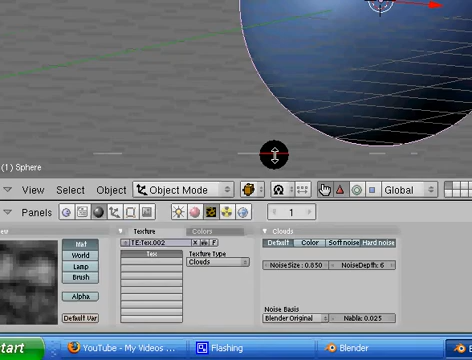 (1) Sphere
View Select Object Object Mode Global
Panels 1
Texture Colors Clouds
Mat TE:Tex.002 X F Default Color Soft noise Hard noise
World Tex Texture Type
Lamp Clouds NoiseSize : 0.850 NoiseDepth: 6
Brush
Alpha
Noise Basis
Default Var Blender Original Nabla: 0.025
start YouTube - My Videos ... Flashing Blender